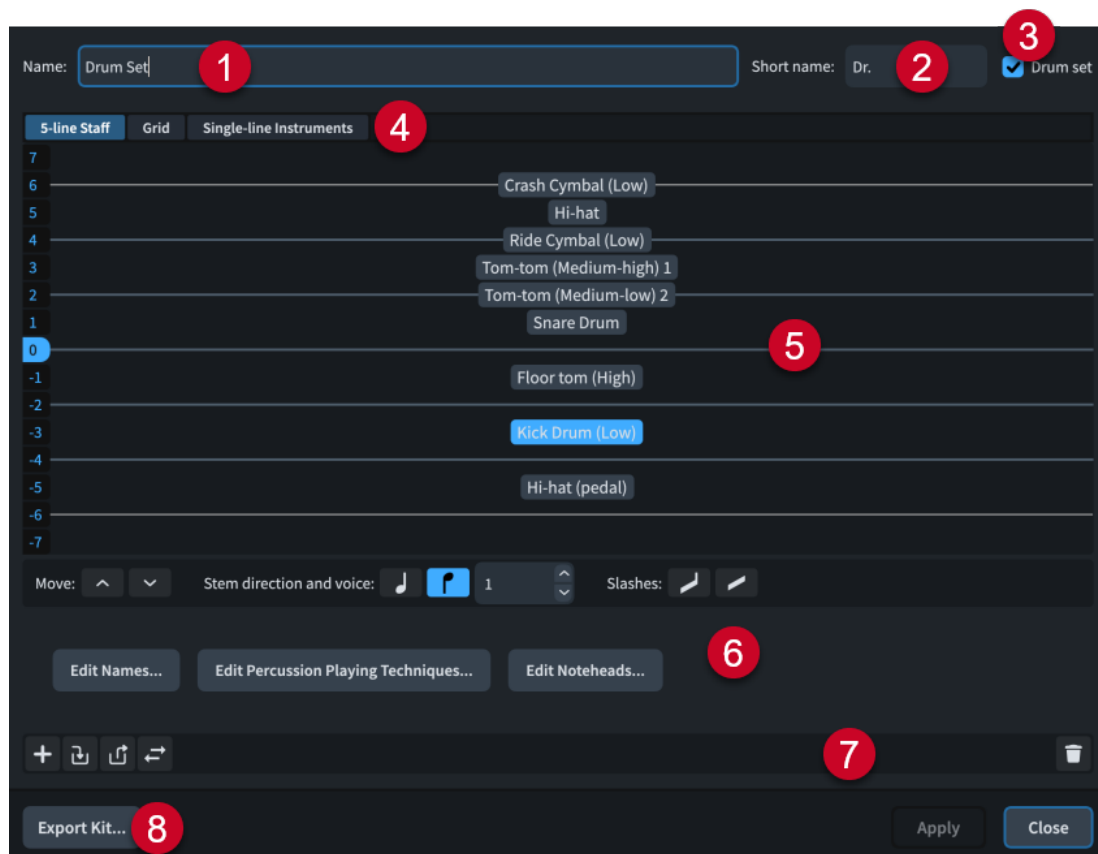 3
Name: Drum Set 1 Short name: Dr. 2 Drum set
5-line Staff Grid Single-line Instruments 4
7
6 Crash Cymbal (Low)
5 Hi-hat
4 Ride Cymbal (Low)
3 Tom-tom (Medium-high) 1
2 Tom-tom (Medium-low) 2
1 Snare Drum
0 5
-1 Floor tom (High)
-2
-3 Kick Drum (Low)
-4
-5 Hi-hat (pedal)
-6
-7
Move: Stem direction and voice: 1 Slashes:
Edit Names... Edit Percussion Playing Techniques... Edit Noteheads... 6
7
Export Kit... 8 Apply Close